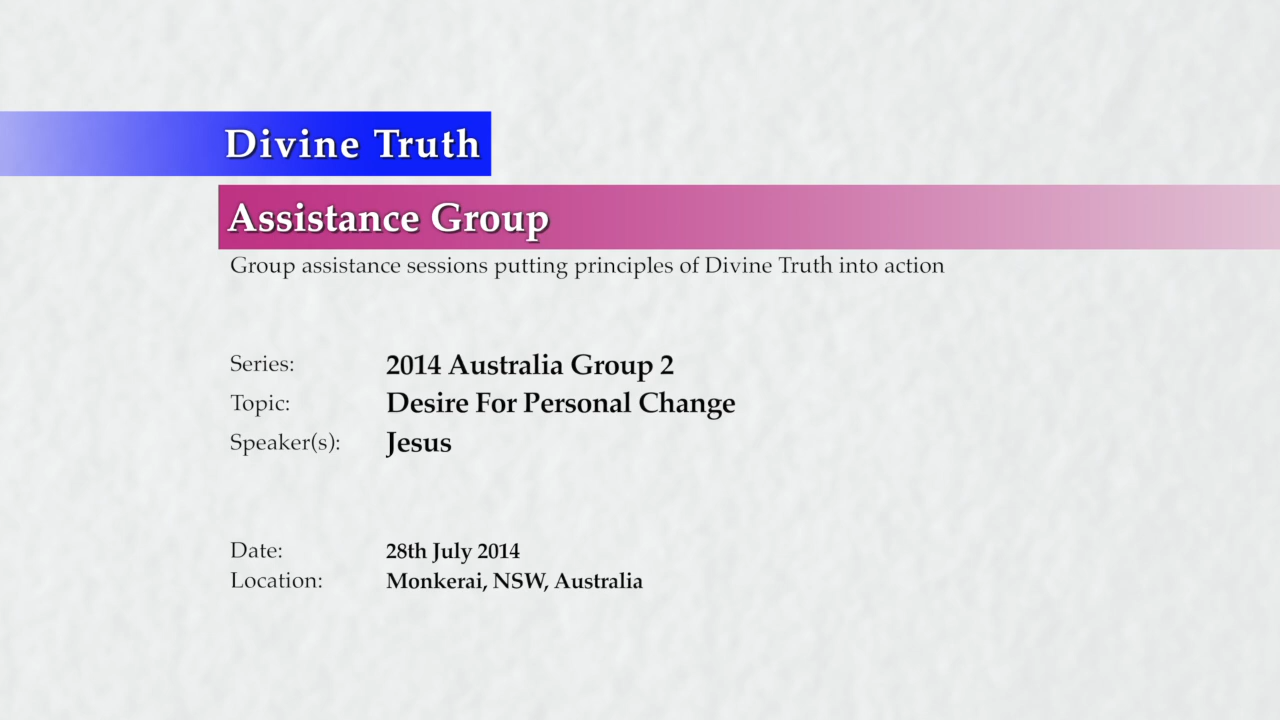 Divine Truth
Assistance Group
Group assistance sessions putting principles of Divine Truth into action
Series: 2014 Australia Group 2
Topic: Desire For Personal Change
Speaker(s): Jesus
Date: 28th July 2014
Location: Monkerai, NSW, Australia